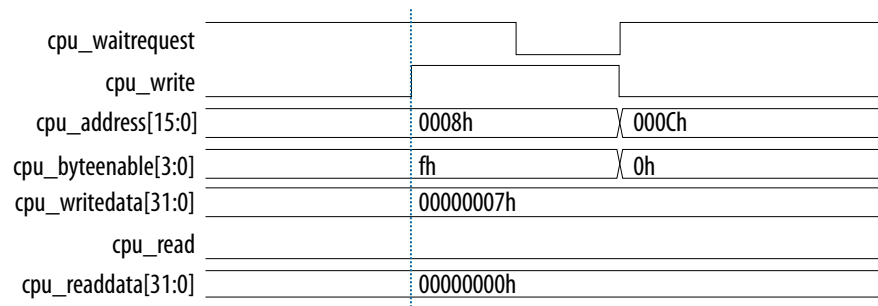 cpu_waitrequest
cpu_write
cpu_address[15:0] 0008h 000Ch
cpu_byteenable[3:0] fh 0h
cpu_writedata[31:0] 00000007h
cpu_read
cpu_readdata[31:0] 00000000h